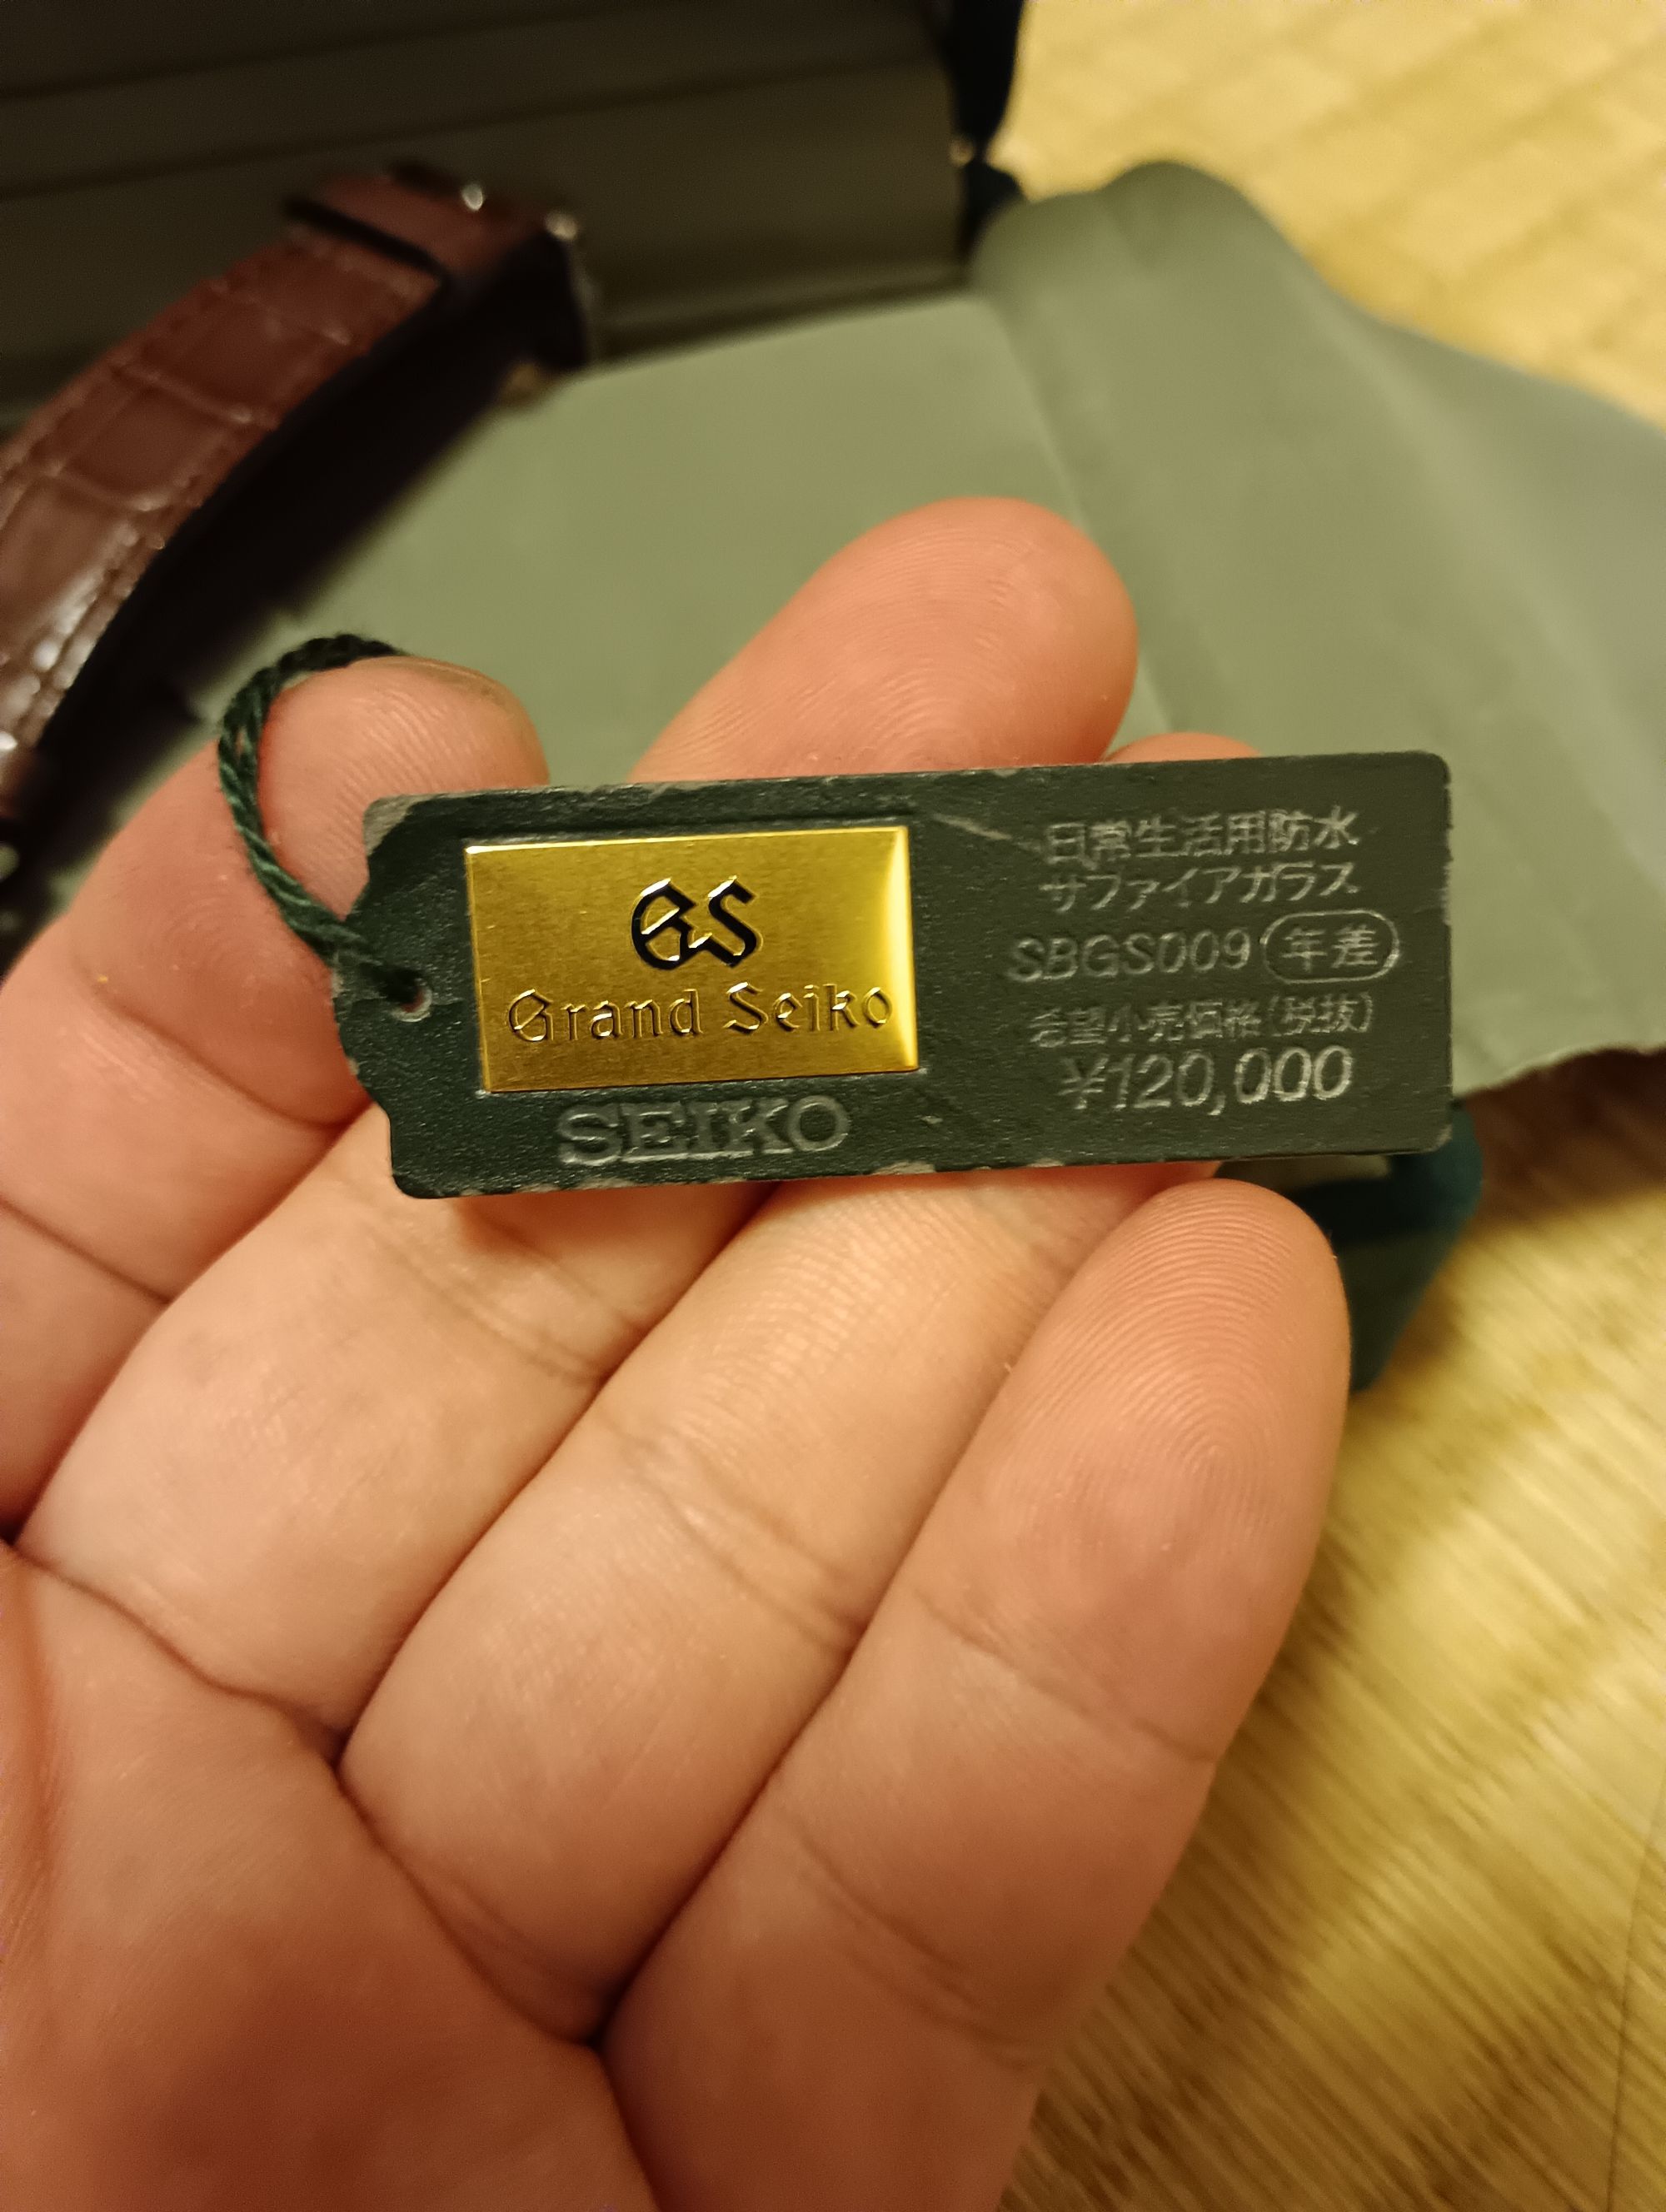 GS
Grand Seiko
SEIKO
日常生活用防水
サファイアガラス
SBGS009 年差
希望小売価格(税抜)
¥120,000